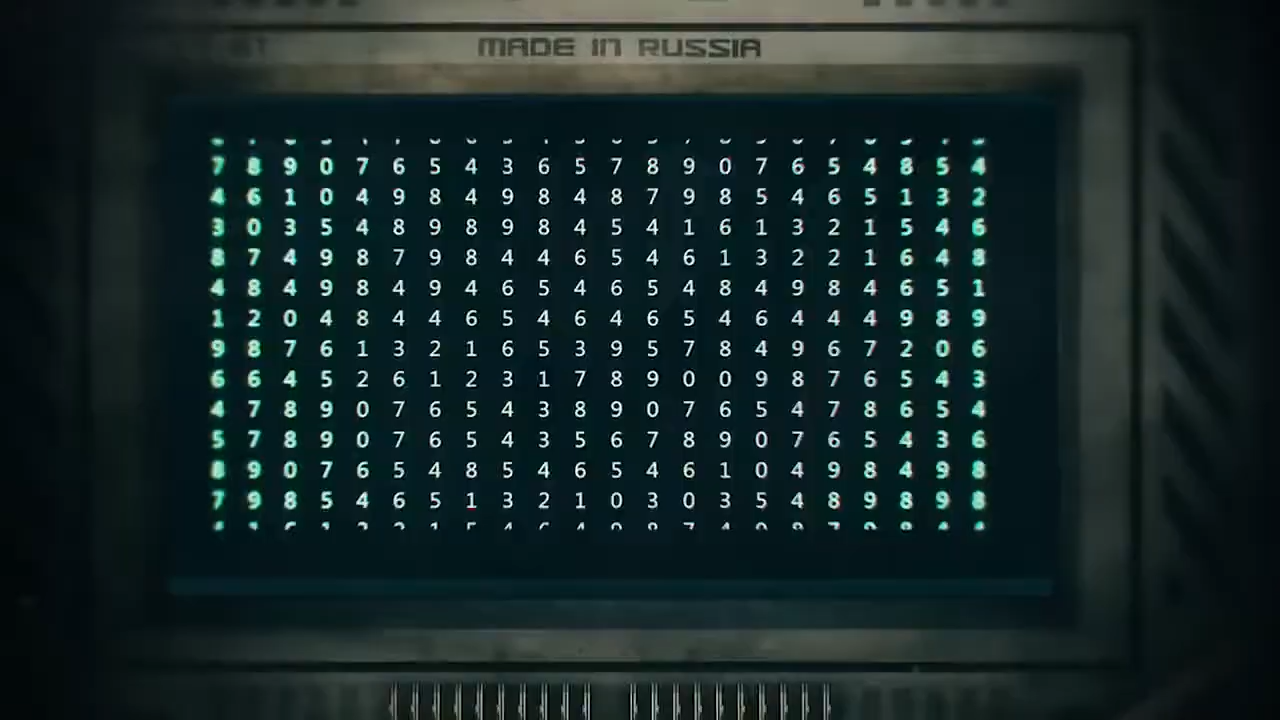 MADE IN RUSSIA
7 8 9 0 7 6 5 4 3 6 5 7 8 9 0 7 6 5 4 8 5 4
4 6 1 0 4 9 8 4 9 8 4 8 7 9 8 5 4 6 5 1 3 2
3 0 3 5 4 8 9 8 9 8 4 5 4 1 6 1 3 2 1 5 4 6
8 7 4 9 8 7 9 8 4 4 6 5 4 6 1 3 2 2 1 6 4 8
4 8 4 9 8 4 9 4 6 5 4 6 5 4 8 4 9 8 4 6 5 1
1 2 0 4 8 4 4 6 5 4 6 4 6 5 4 6 4 4 4 9 8 9
9 8 7 6 1 3 2 1 6 5 3 9 5 7 8 4 9 6 7 2 0 6
6 6 4 5 2 6 1 2 3 1 7 8 9 0 0 9 8 7 6 5 4 3
4 7 8 9 0 7 6 5 4 3 8 9 0 7 6 5 4 7 8 6 5 4
5 7 8 9 0 7 6 5 4 3 5 6 7 8 9 0 7 6 5 4 3 6
8 9 0 7 6 5 4 8 5 4 6 5 4 6 1 0 4 9 8 4 9 8
7 9 8 5 4 6 5 1 3 2 1 0 3 0 3 5 4 8 9 8 9 8